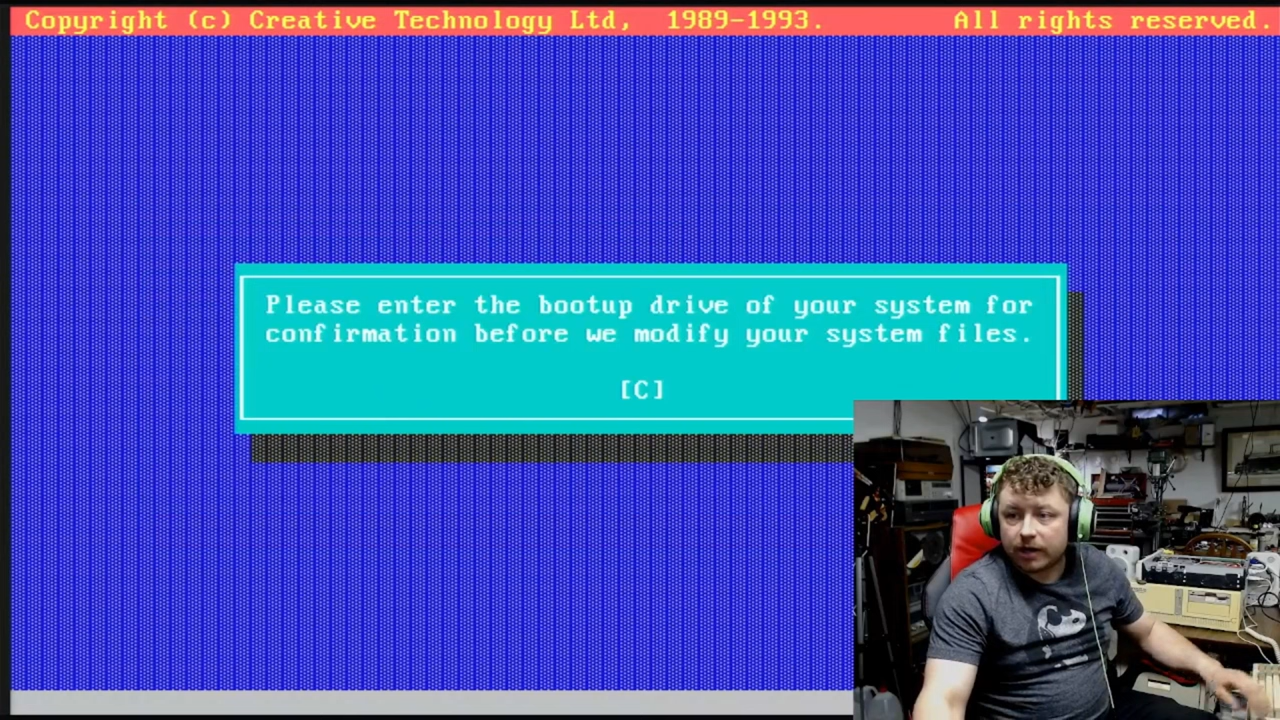 Copyright (c) Creative Technology Ltd, 1989-1993. All rights reserved.
Please enter the bootup drive of your system for
confirmation before we modify your system files.
[C]